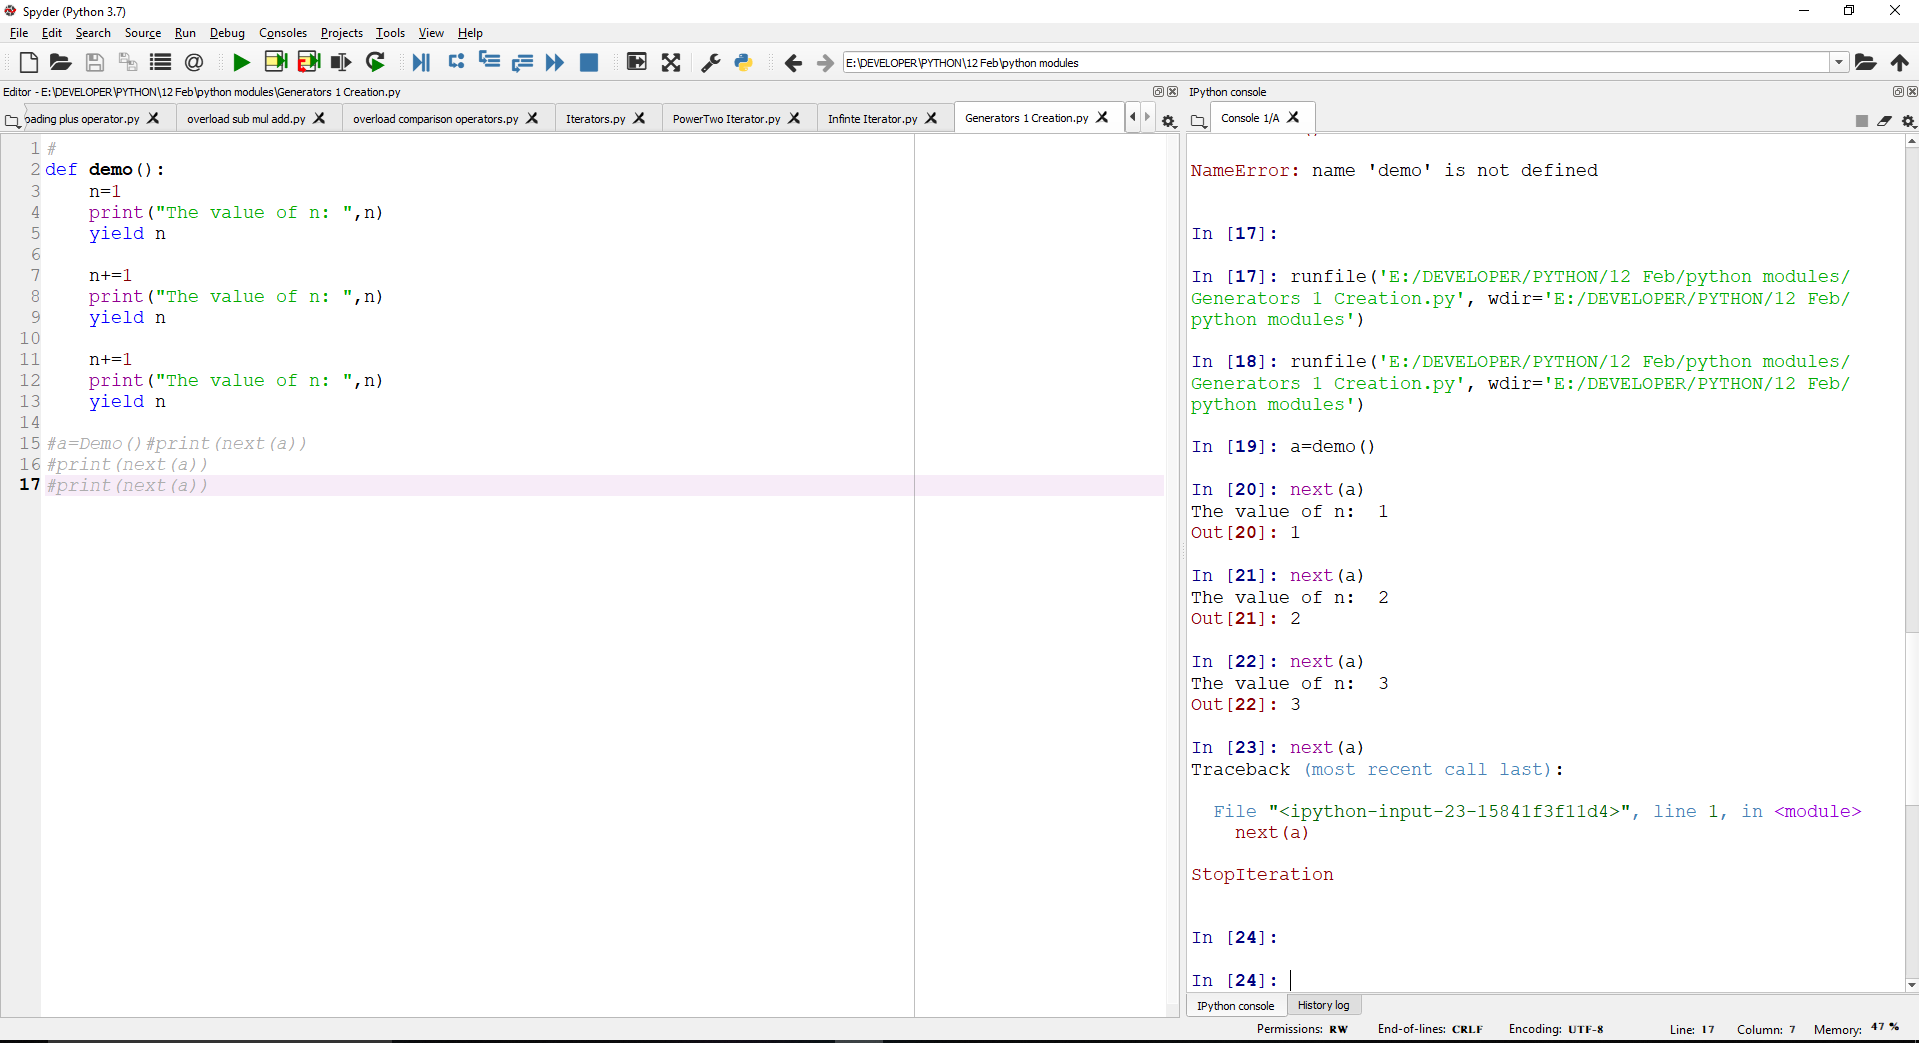 Spyder (Python 3.7)
File Edit Search Source Run Debug Consoles Projects Tools View Help
E:\DEVELOPER\PYTHON\12 Feb\python modules
Editor - E:\DEVELOPER\PYTHON\12 Feb\python modules\Generators 1 Creation.py
oading plus operator.py overload sub mul add.py overload comparison operators.py Iterators.py PowerTwo Iterator.py Infinte Iterator.py Generators 1 Creation.py
1 #
2 def demo():
3     n=1
4     print("The value of n: ",n)
5     yield n
6
7     n+=1
8     print("The value of n: ",n)
9     yield n
10
11     n+=1
12     print("The value of n: ",n)
13     yield n
14
15 #a=Demo()#print(next(a))
16 #print(next(a))
17 #print(next(a))
IPython console
Console 1/A
NameError: name 'demo' is not defined
In [17]:
In [17]: runfile('E:/DEVELOPER/PYTHON/12 Feb/python modules/
Generators 1 Creation.py', wdir='E:/DEVELOPER/PYTHON/12 Feb/
python modules')
In [18]: runfile('E:/DEVELOPER/PYTHON/12 Feb/python modules/
Generators 1 Creation.py', wdir='E:/DEVELOPER/PYTHON/12 Feb/
python modules')
In [19]: a=demo()
In [20]: next(a)
The value of n:  1
Out[20]: 1
In [21]: next(a)
The value of n:  2
Out[21]: 2
In [22]: next(a)
The value of n:  3
Out[22]: 3
In [23]: next(a)
Traceback (most recent call last):
  File "<ipython-input-23-15841f3f11d4>", line 1, in <module>
    next(a)
StopIteration
In [24]:
In [24]:
IPython console History log
Permissions: RW End-of-lines: CRLF Encoding: UTF-8 Line: 17 Column: 7 Memory: 47 %